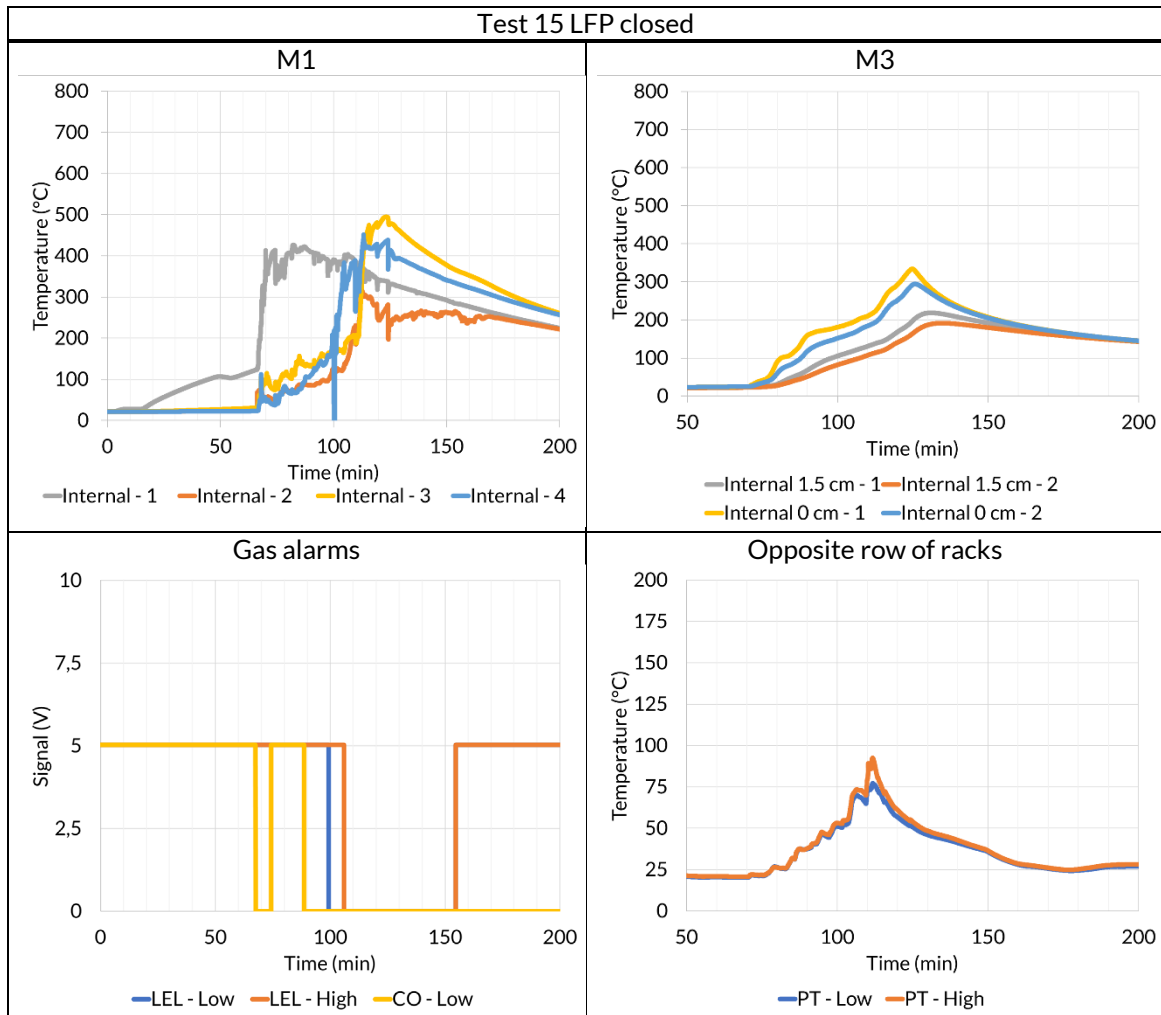 Test 15 LFP closed
M1
800
700
600
500
400
300
200
100
0
Temperature (°C)
0
50
100
150
200
Time (min)
Internal - 1
Internal - 2
Internal - 3
Internal - 4
M3
800
700
600
500
400
300
200
100
0
Temperature (°C)
50
100
150
200
Time (min)
Internal 1.5 cm - 1
Internal 1.5 cm - 2
Internal 0 cm - 1
Internal 0 cm - 2
Gas alarms
10
7,5
5
2,5
0
Signal (V)
0
50
100
150
200
Time (min)
LEL - Low
LEL - High
CO - Low
Opposite row of racks
200
175
150
125
100
75
50
25
0
Temperature (°C)
50
100
150
200
Time (min)
PT - Low
PT - High